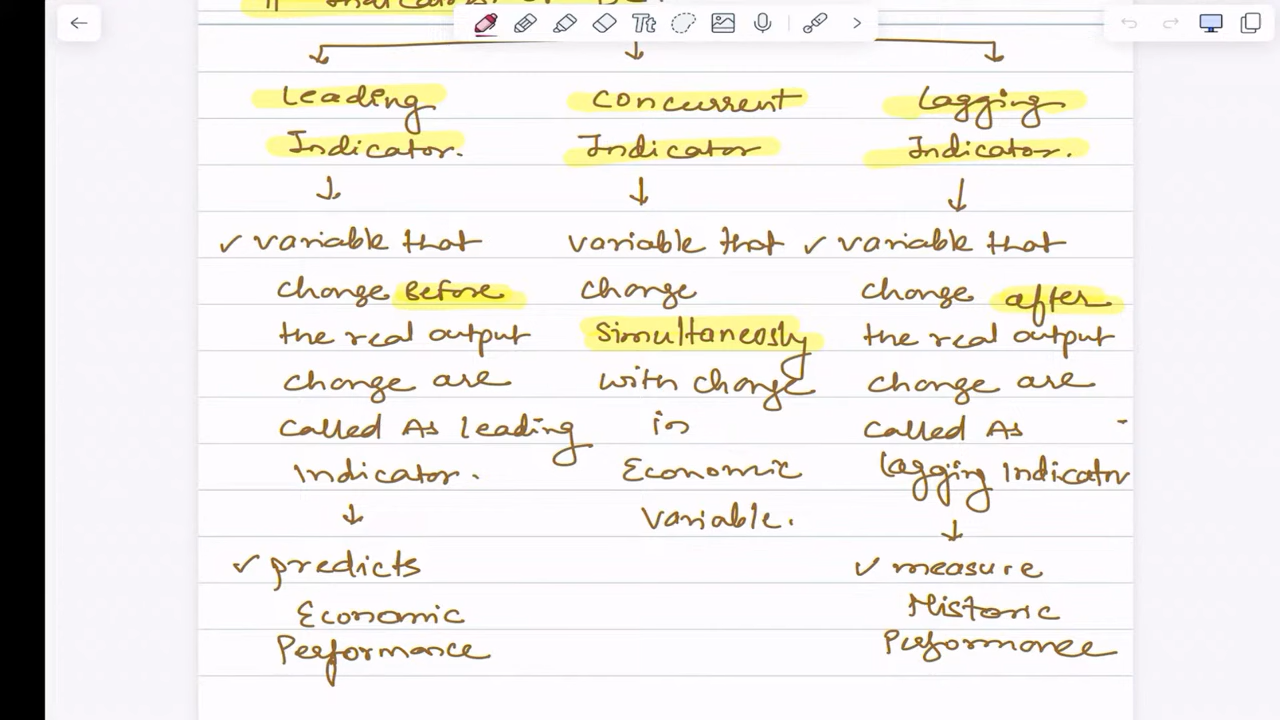 Leading
Indicator.
✓ variable that
change Before
the real output
change are
called As leading
Indicator.
✓ predicts
Economic
Performance
Concurrent
Indicator
variable that
change
Simultaneosly
with change
in
Economic
Variable.
Lagging
Indicator.
✓ variable that
change after
the real output
change are
called As
lagging Indicator
✓ measure
Historic
Performance
Tt